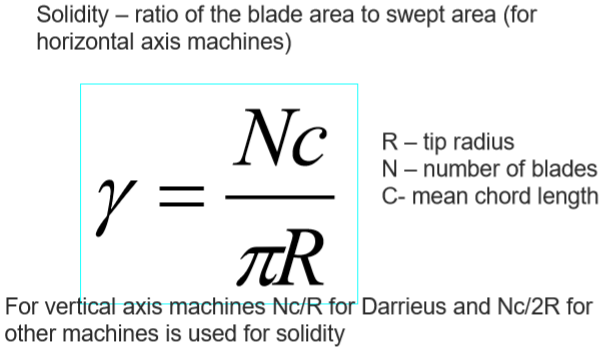 Solidity – ratio of the blade area to swept area (for
horizontal axis machines)
γ = Nc / πR
R – tip radius
N – number of blades
C- mean chord length
For vertical axis machines Nc/R for Darrieus and Nc/2R for
other machines is used for solidity